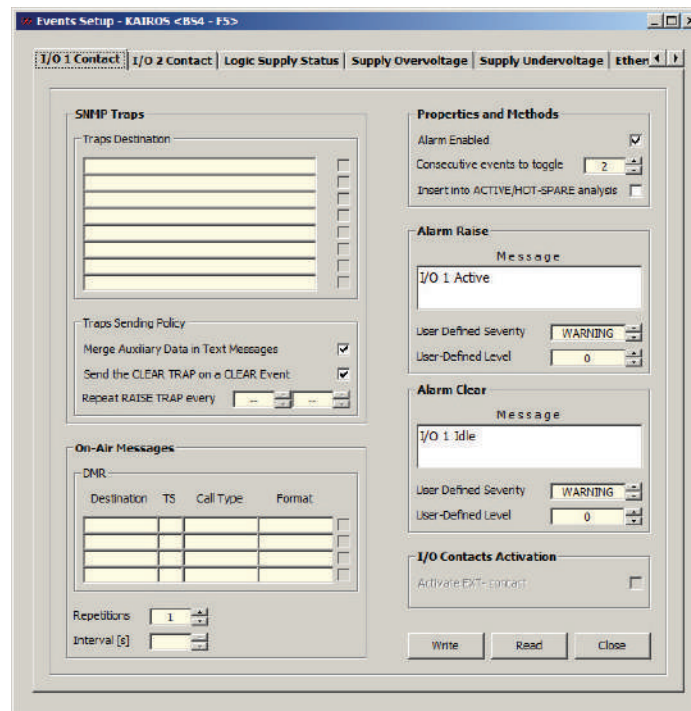 Events Setup - KAIROS <BS4 - F5>
I/O 1 Contact I/O 2 Contact Logic Supply Status Supply Overvoltage Supply Undervoltage Ether
SNMP Traps
Traps Destination
Traps Sending Policy
Merge Auxiliary Data in Text Messages
Send the CLEAR TRAP on a CLEAR Event
Repeat RAISE TRAP every -- --
On-Air Messages
DMR
Destination TS Call Type Format
Repetitions 1
Interval [s]
Properties and Methods
Alarm Enabled
Consecutive events to toggle 2
Insert into ACTIVE/HOT-SPARE analysis
Alarm Raise
Message
I/O 1 Active
User Defined Severity WARNING
User-Defined Level 0
Alarm Clear
Message
I/O 1 Idle
User Defined Severity WARNING
User-Defined Level 0
I/O Contacts Activation
Activate EXT- contact
Write Read Close